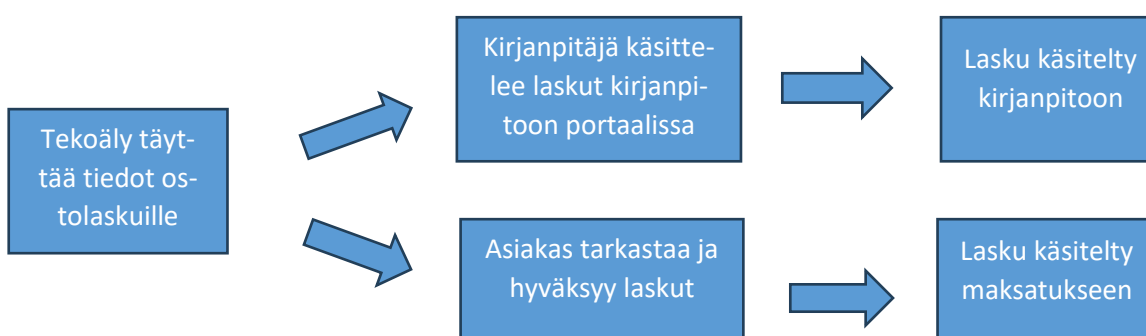 Tekoäly täyt-
tää tiedot os-
tolaskuille
Kirjanpitäjä käsitte-
lee laskut kirjanpi-
toon portaalissa
Lasku käsitelty
kirjanpitoon
Asiakas tarkastaa ja
hyväksyy laskut
Lasku käsitelty
maksatukseen